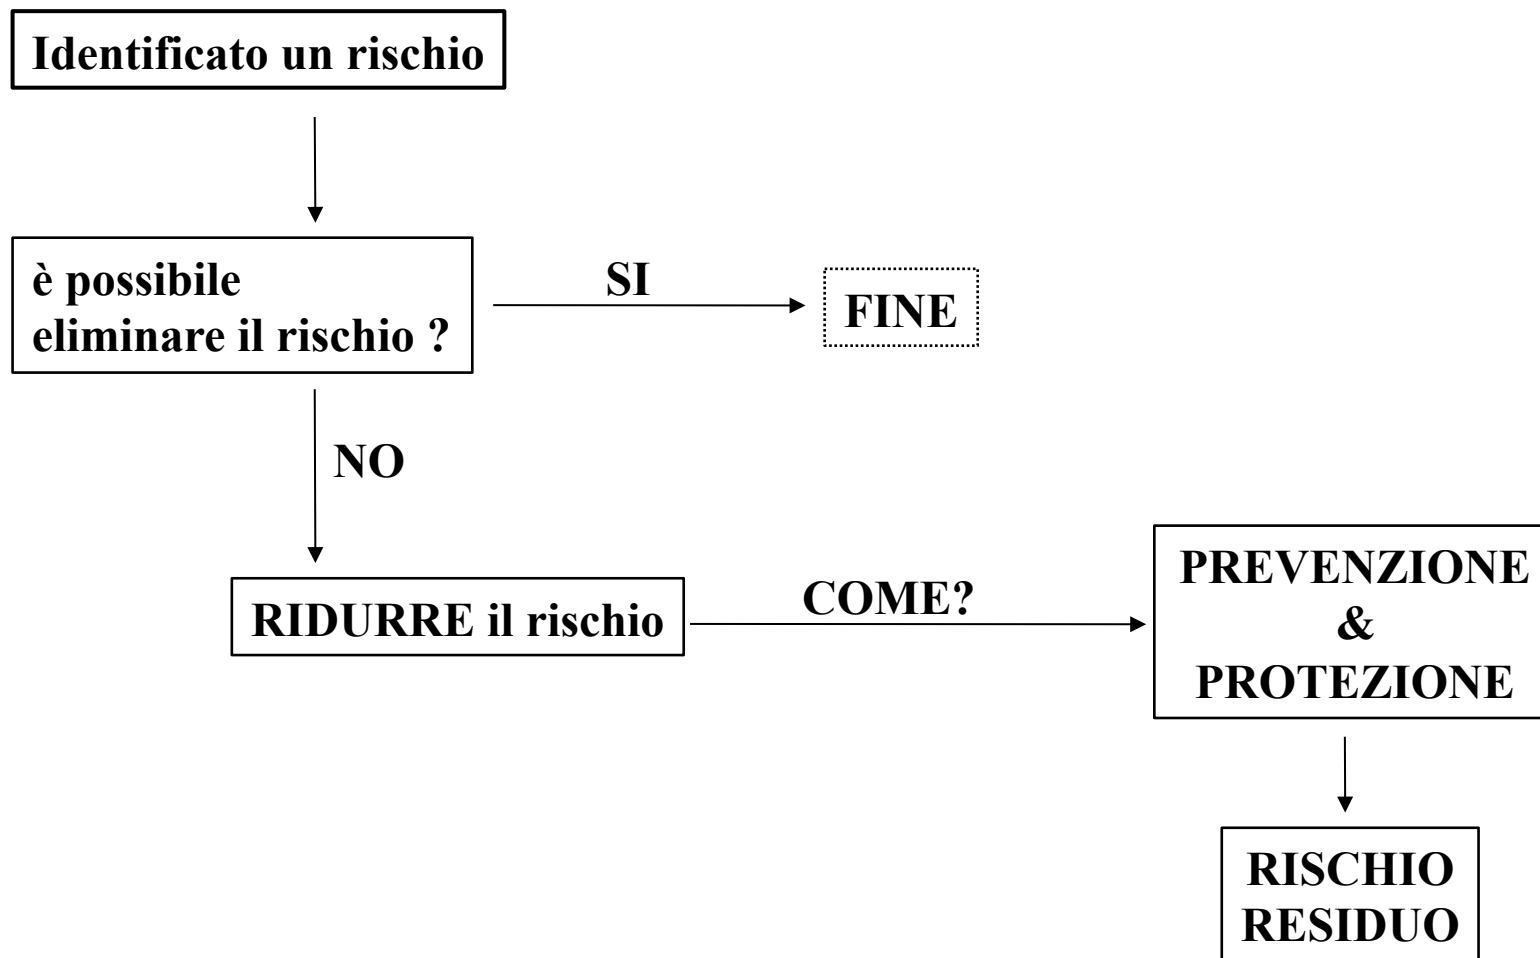 Identificato un rischio
è possibile
eliminare il rischio ?
SI
FINE
NO
RIDURRE il rischio
COME?
PREVENZIONE
&
PROTEZIONE
RISCHIO
RESIDUO